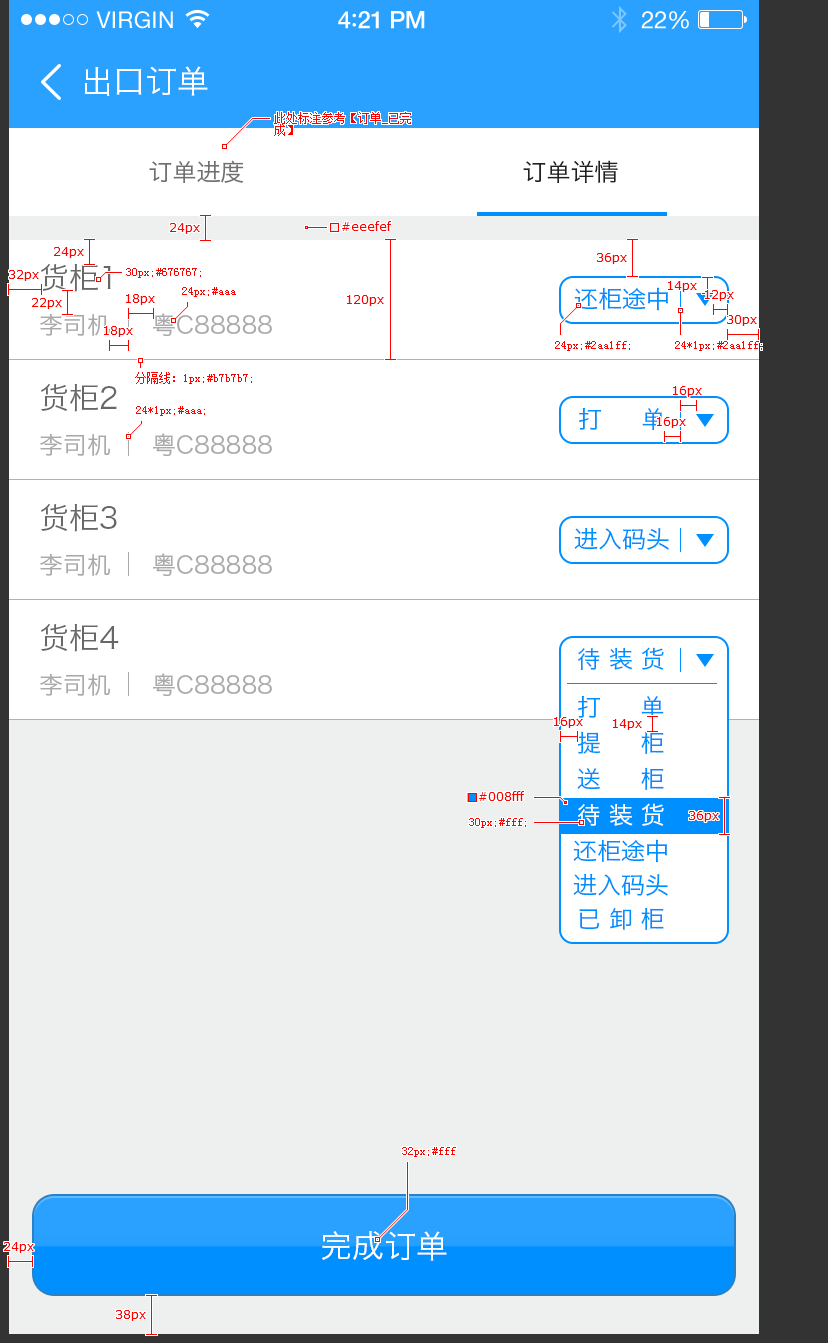 VIRGIN 4:21 PM 22%
出口订单
此处标注参考【订单_已完
成】
订单进度 订单详情
24px #eeefef
24px 36px
货柜1 30px;#676767;
32px 22px 18px 24px;#aaa 120px 14px 12px
还柜途中
李司机 粤C88888
18px 30px
24px;#2aa1ff; 24*1px;#2aa1ff;
分隔线：1px;#b7b7b7;
货柜2 16px
24*1px;#aaa;
打 单 16px
李司机 粤C88888
货柜3
进入码头
李司机 粤C88888
货柜4
待装货
李司机 粤C88888
打 单
16px 14px
提 柜
送 柜
#008fff
待装货 36px
30px;#fff;
还柜途中
进入码头
已卸柜
32px;#fff
完成订单
24px
38px